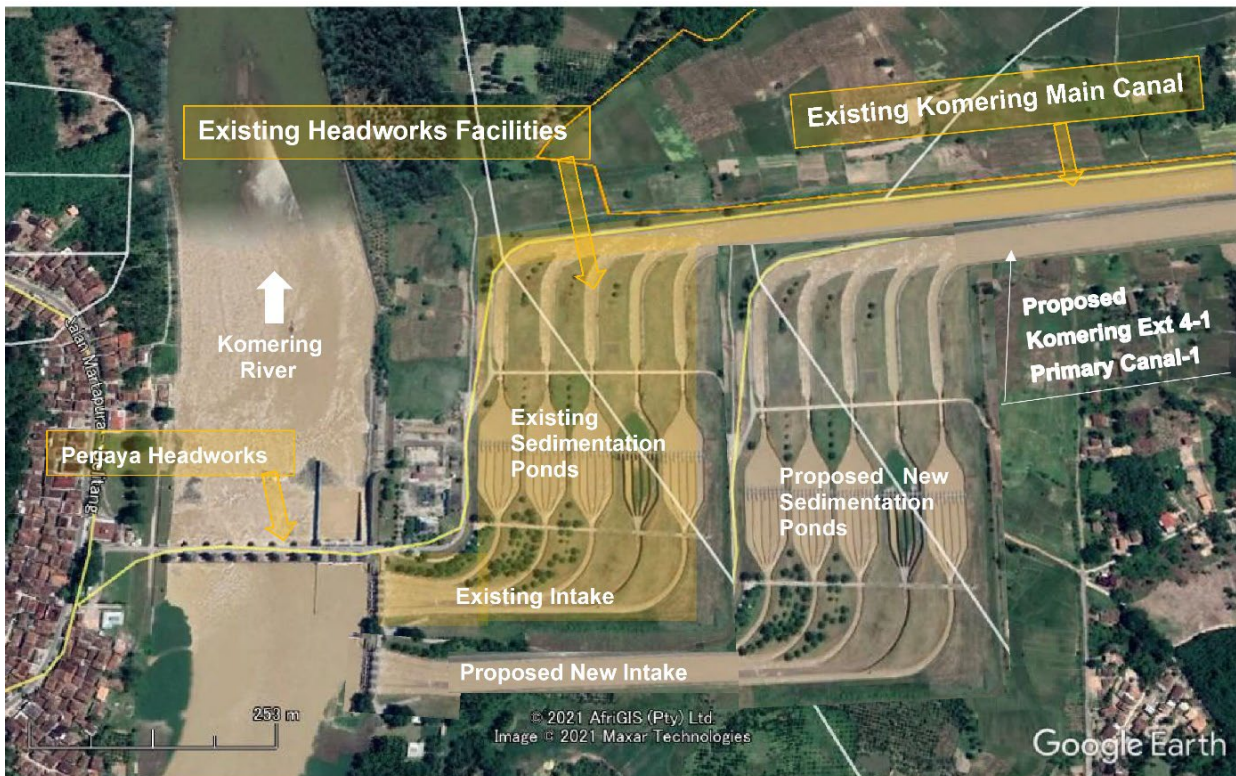 Existing Headworks Facilities
Existing Komering Main Canal
Komering
River
Proposed
Komering Ext 4-1
Primary Canal-1
Existing
Sedimentation
Ponds
Perjaya Headworks
Proposed New
Sedimentation
Ponds
Existing Intake
Proposed New Intake
253 m
© 2021 AfriGIS (Pty) Ltd.
Image © 2021 Maxar Technologies
Google Earth